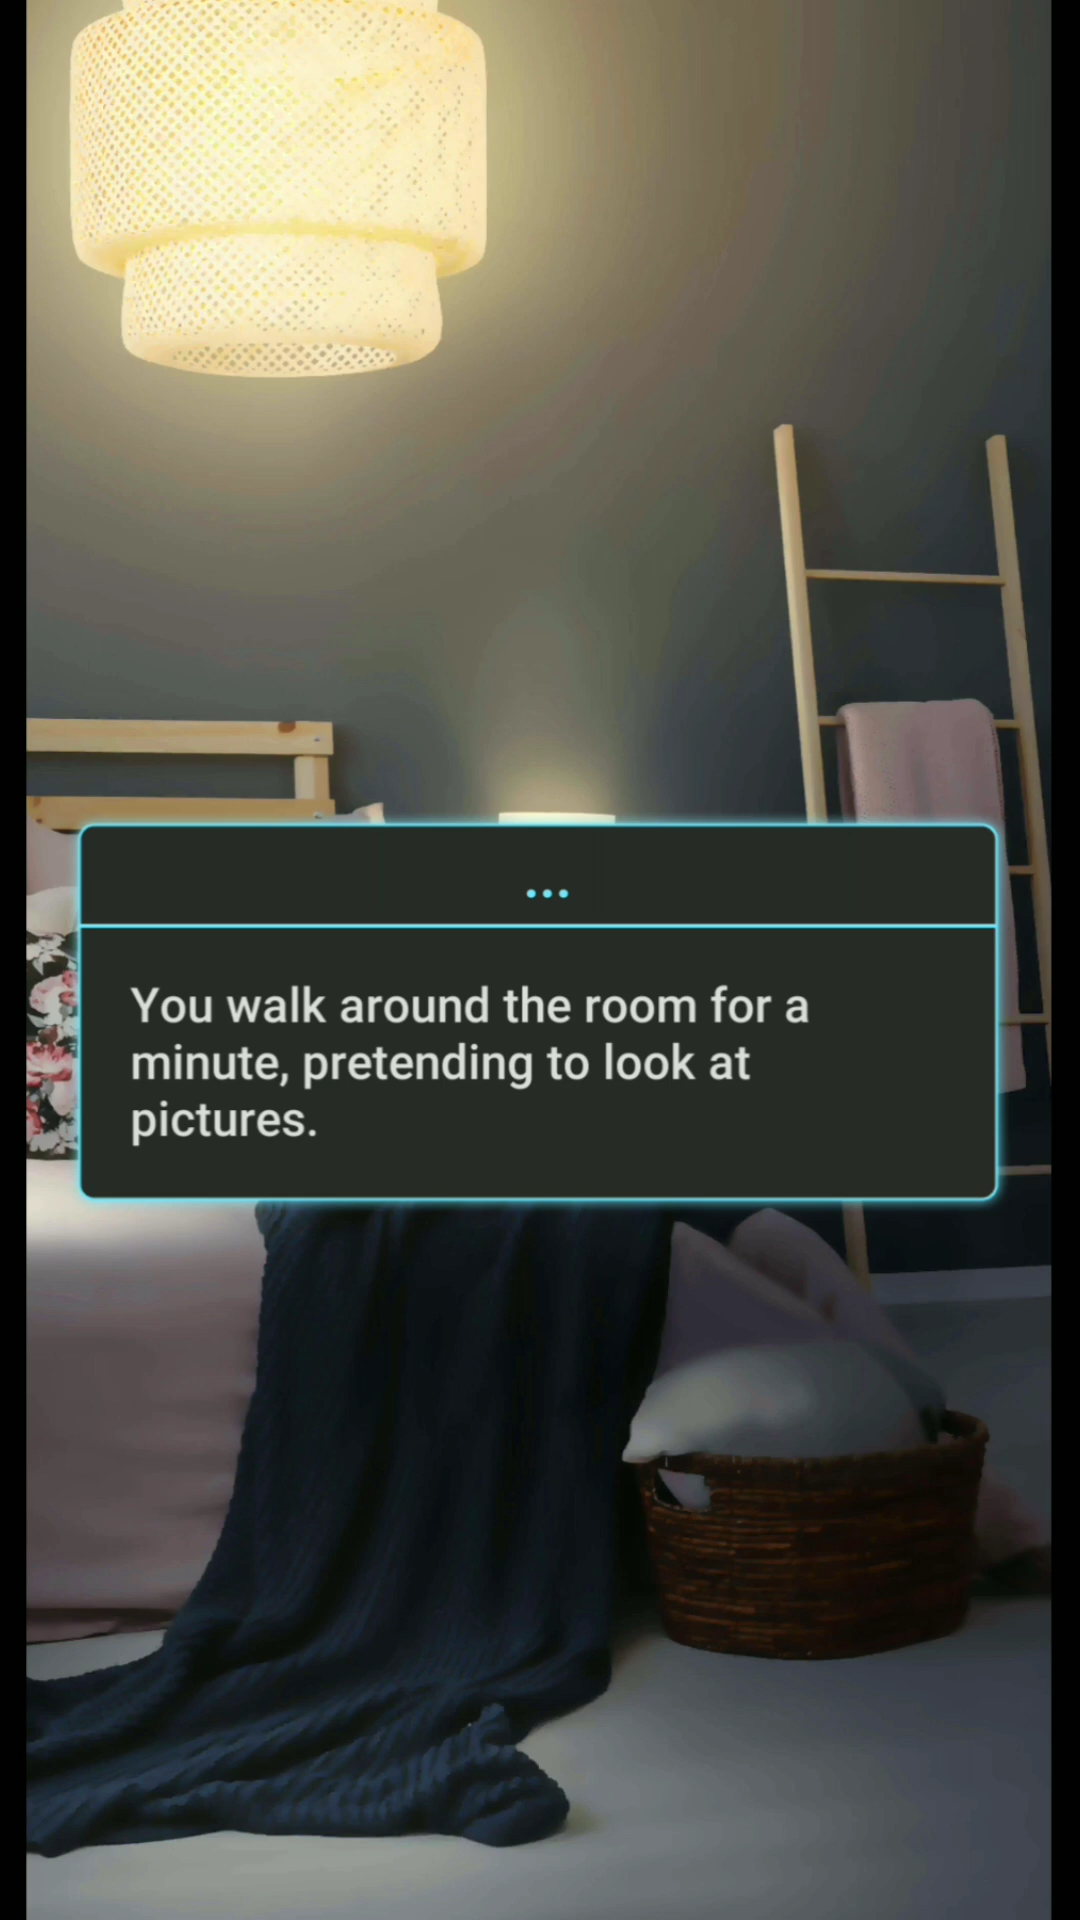 ...
You walk around the room for a
minute, pretending to look at
pictures.